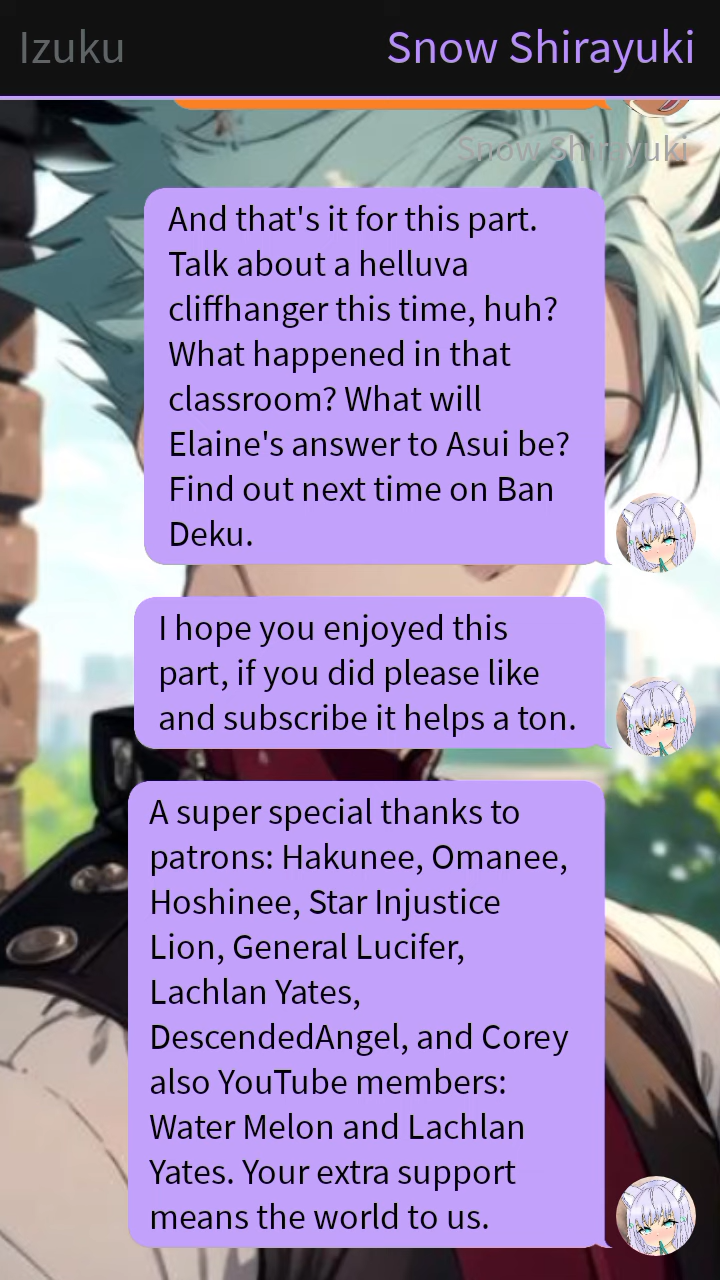 Izuku Snow Shirayuki
Snow Shirayuki
And that's it for this part.
Talk about a helluva
cliffhanger this time, huh?
What happened in that
classroom? What will
Elaine's answer to Asui be?
Find out next time on Ban
Deku.
I hope you enjoyed this
part, if you did please like
and subscribe it helps a ton.
A super special thanks to
patrons: Hakunee, Omanee,
Hoshinee, Star Injustice
Lion, General Lucifer,
Lachlan Yates,
DescendedAngel, and Corey
also YouTube members:
Water Melon and Lachlan
Yates. Your extra support
means the world to us.